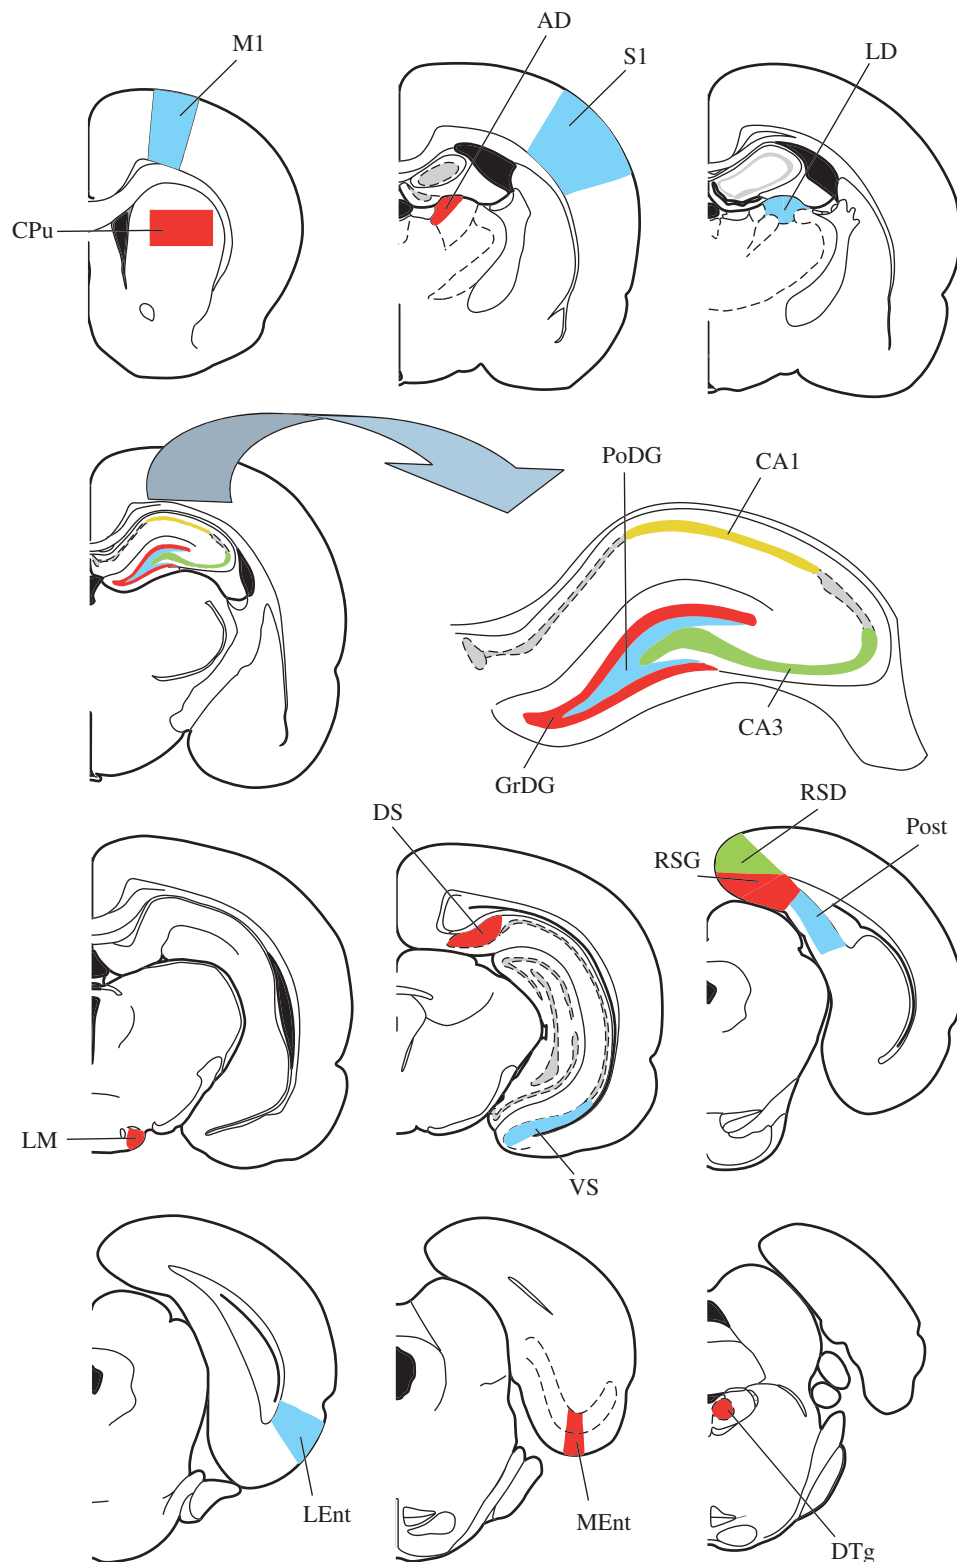 M1
AD
S1
LD
CPu
PoDG
CA1
CA3
GrDG
DS
RSD
Post
RSG
LM
VS
LEnt
MEnt
DTg